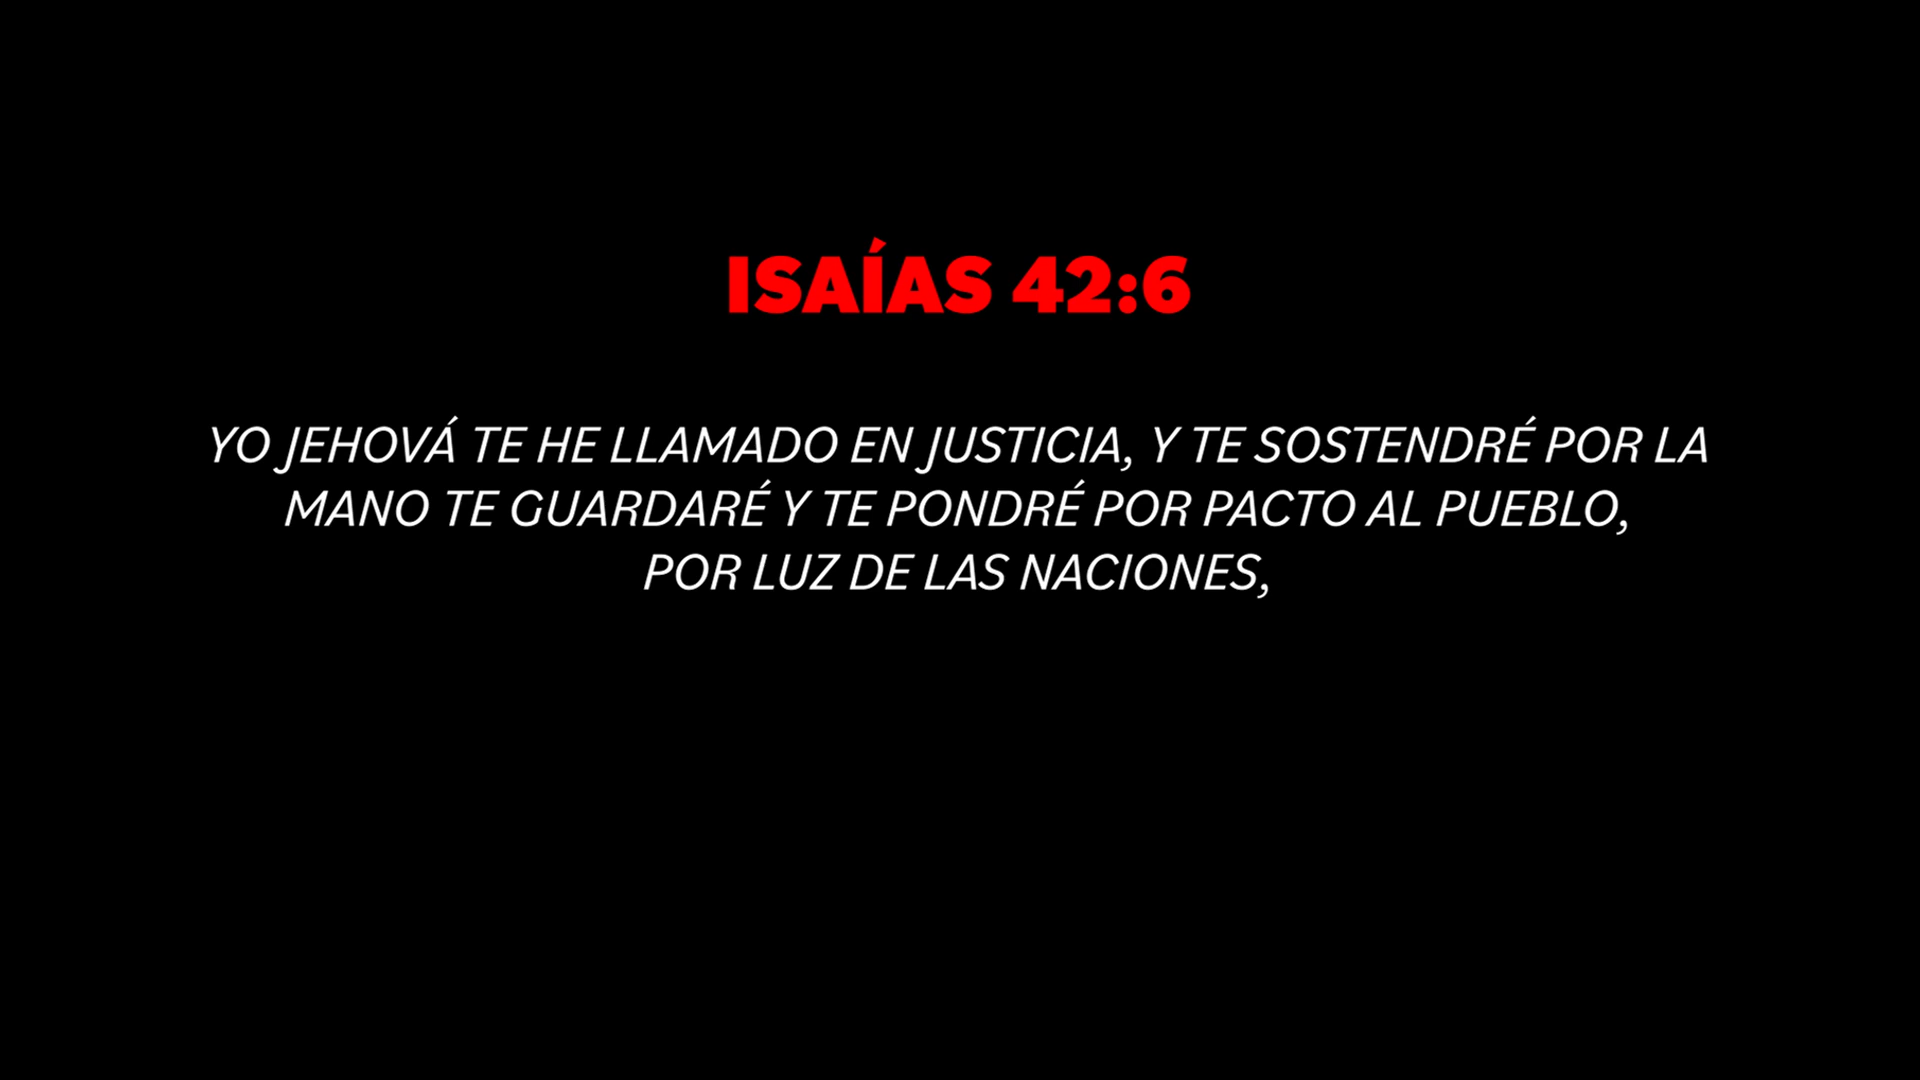 ISAÍAS 42:6
YO JEHOVÁ TE HE LLAMADO EN JUSTICIA, Y TE SOSTENDRÉ POR LA
MANO TE GUARDARÉ Y TE PONDRÉ POR PACTO AL PUEBLO,
POR LUZ DE LAS NACIONES,